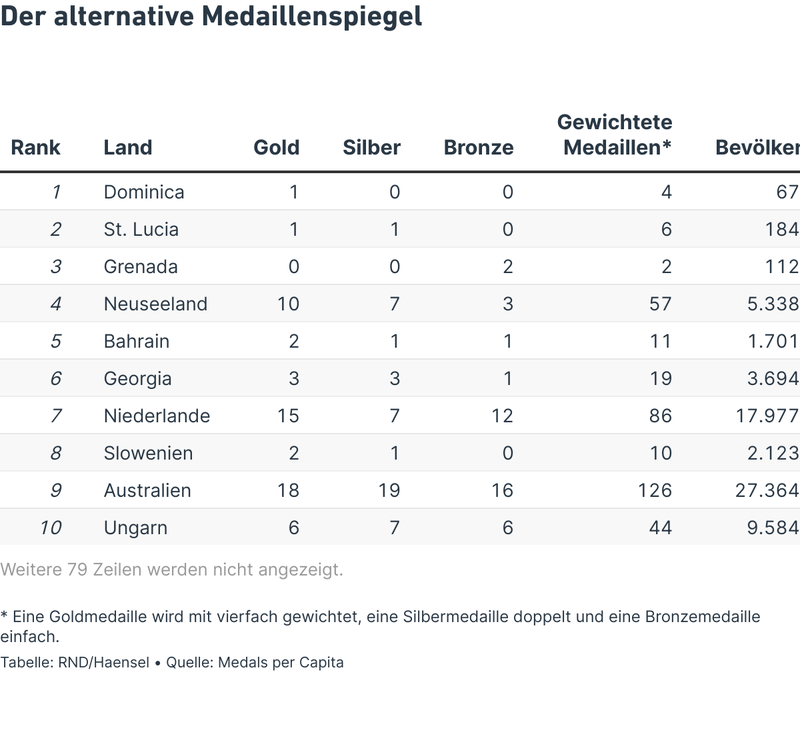 Der alternative Medaillenspiegel
Gewichtete
Rank Land Gold Silber Bronze Medaillen* Bevölker
1 Dominica 1 0 0 4 67
2 St. Lucia 1 1 0 6 184
3 Grenada 0 0 2 2 112
4 Neuseeland 10 7 3 57 5.338
5 Bahrain 2 1 1 11 1.701
6 Georgia 3 3 1 19 3.694
7 Niederlande 15 7 12 86 17.977
8 Slowenien 2 1 0 10 2.123
9 Australien 18 19 16 126 27.364
10 Ungarn 6 7 6 44 9.584
Weitere 79 Zeilen werden nicht angezeigt.
* Eine Goldmedaille wird mit vierfach gewichtet, eine Silbermedaille doppelt und eine Bronzemedaille
einfach.
Tabelle: RND/Haensel • Quelle: Medals per Capita